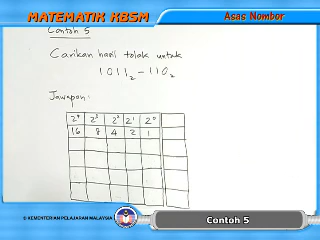 MATEMATIK KBSM
Asas Nombor
Contoh 5
Carikan hasil tolak untuk
1011₂ - 110₂
Jawapan:
2⁴ 2³ 2² 2¹ 2⁰
16 8 4 2 1
© KEMENTERIAN PELAJARAN MALAYSIA
Contoh 5